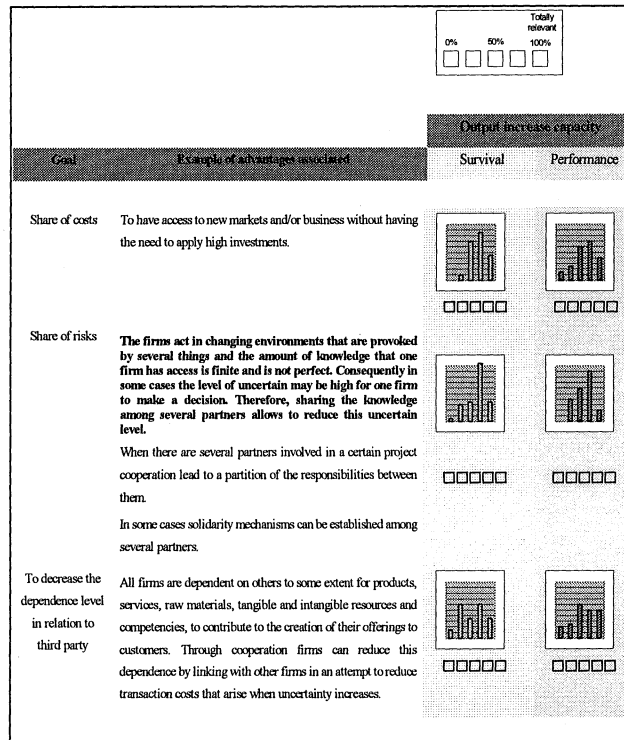 Totally
relevant
0% 50% 100%
Output increase capacity
Goal Example of advantages associated Survival Performance
Share of costs To have access to new markets and/or business without having
the need to apply high investments.
Share of risks The firms act in changing environments that are provoked
by several things and the amount of knowledge that one
firm has access is finite and is not perfect. Consequently in
some cases the level of uncertain may be high for one firm
to make a decision. Therefore, sharing the knowledge
among several partners allows to reduce this uncertain
level.
When there are several partners involved in a certain project
cooperation lead to a partition of the responsibilities between
them.
In some cases solidarity mechanisms can be established among
several partners.
To decrease the
dependence level
in relation to
third party
All firms are dependent on others to some extent for products,
services, raw materials, tangible and intangible resources and
competencies, to contribute to the creation of their offerings to
customers. Through cooperation firms can reduce this
dependence by linking with other firms in an attempt to reduce
transaction costs that arise when uncertainty increases.